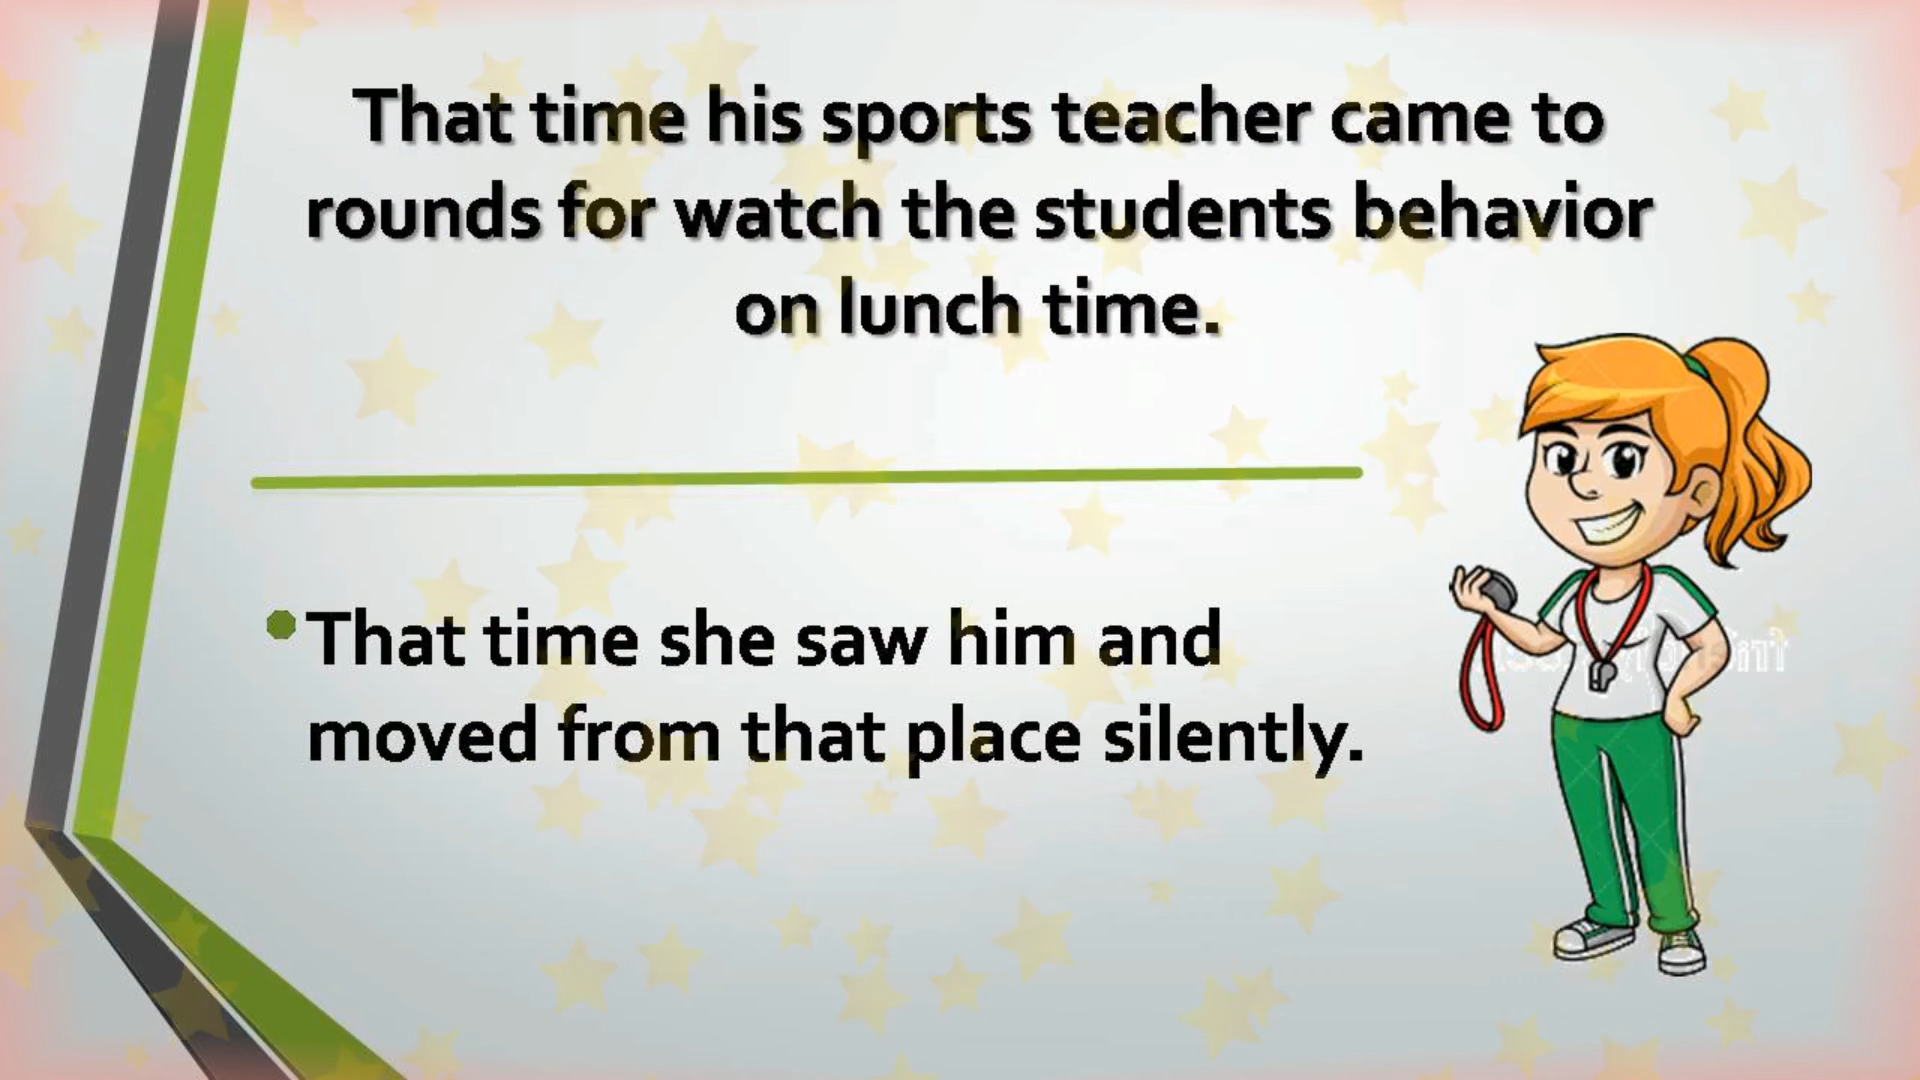 That time his sports teacher came to
rounds for watch the students behavior
on lunch time.
That time she saw him and
moved from that place silently.